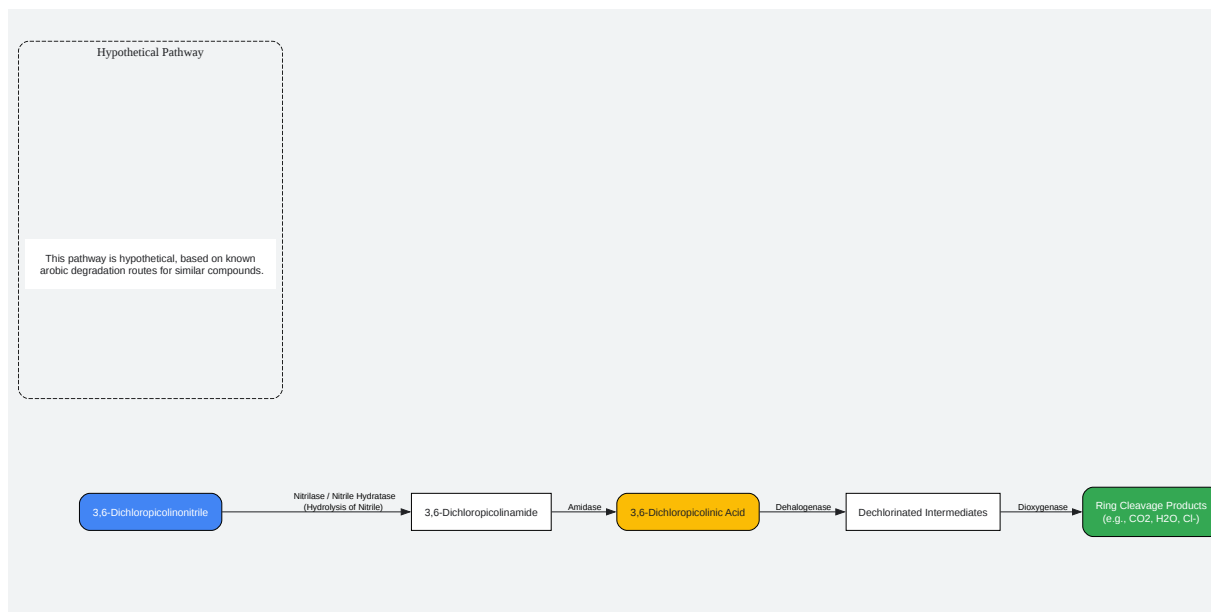 Hypothetical Pathway
This pathway is hypothetical, based on known
arobic degradation routes for similar compounds.
3,6-Dichloropicolinonitrile
Nitrilase / Nitrile Hydratase
(Hydrolysis of Nitrile)
3,6-Dichloropicolinamide
Amidase
3,6-Dichloropicolinic Acid
Dehalogenase
Dechlorinated Intermediates
Dioxygenase
Ring Cleavage Products
(e.g., CO2, H2O, Cl-)